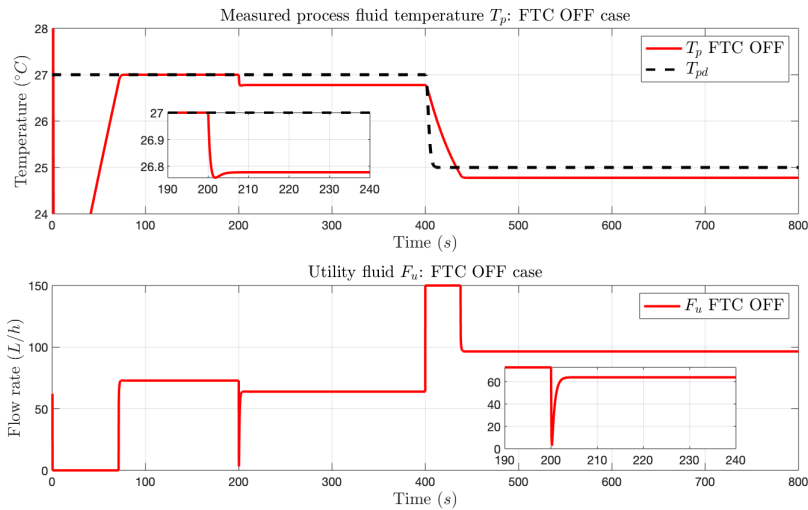 Measured process fluid temperature T_p: FTC OFF case
Temperature (°C)
28
27
26
25
24
T_p FTC OFF
T_pd
27
26.9
26.8
190 200 210 220 230 240
0 100 200 300 400 500 600 700 800
Time (s)
Utility fluid F_u: FTC OFF case
Flow rate (L/h)
150
100
50
0
F_u FTC OFF
60
40
20
0
190 200 210 220 230 240
0 100 200 300 400 500 600 700 800
Time (s)